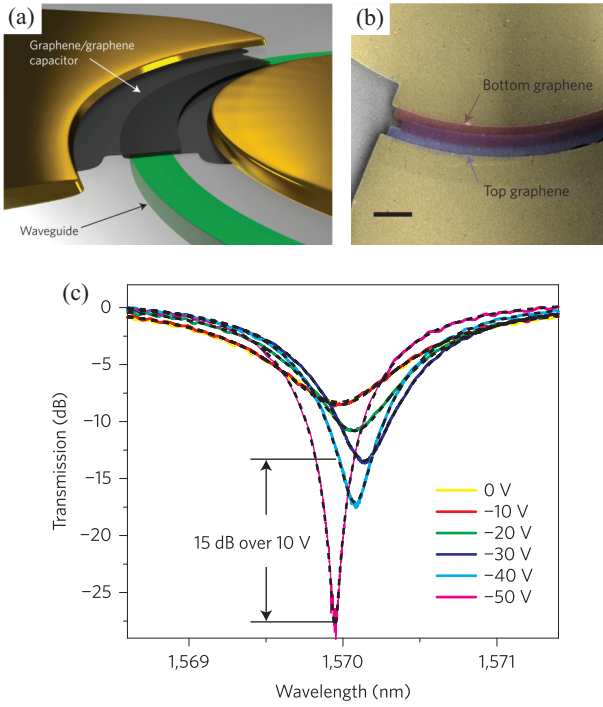 (a)
Graphene/graphene
capacitor
Waveguide
(b)
Bottom graphene
Top graphene
(c)
0
−5
−10
−15
−20
−25
Transmission (dB)
15 dB over 10 V
0 V
−10 V
−20 V
−30 V
−40 V
−50 V
1,569
1,570
1,571
Wavelength (nm)